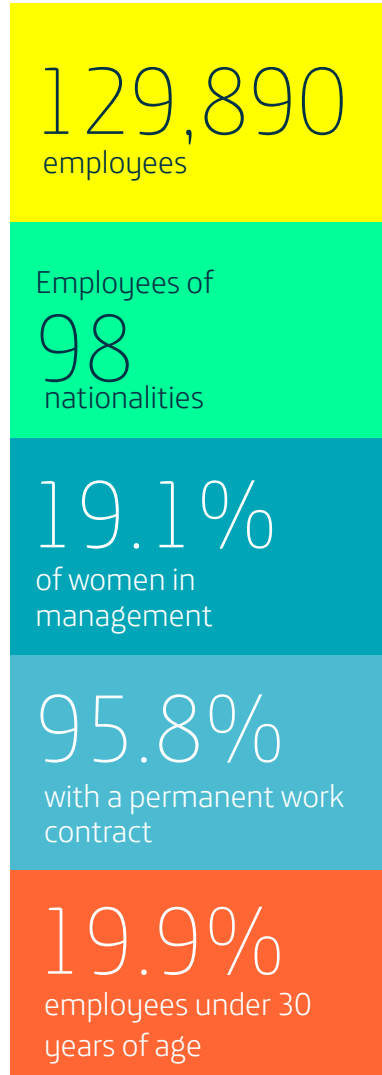 129,890
employees
Employees of
98
nationalities
19.1%
of women in
management
95.8%
with a permanent work
contract
19.9%
employees under 30
years of age